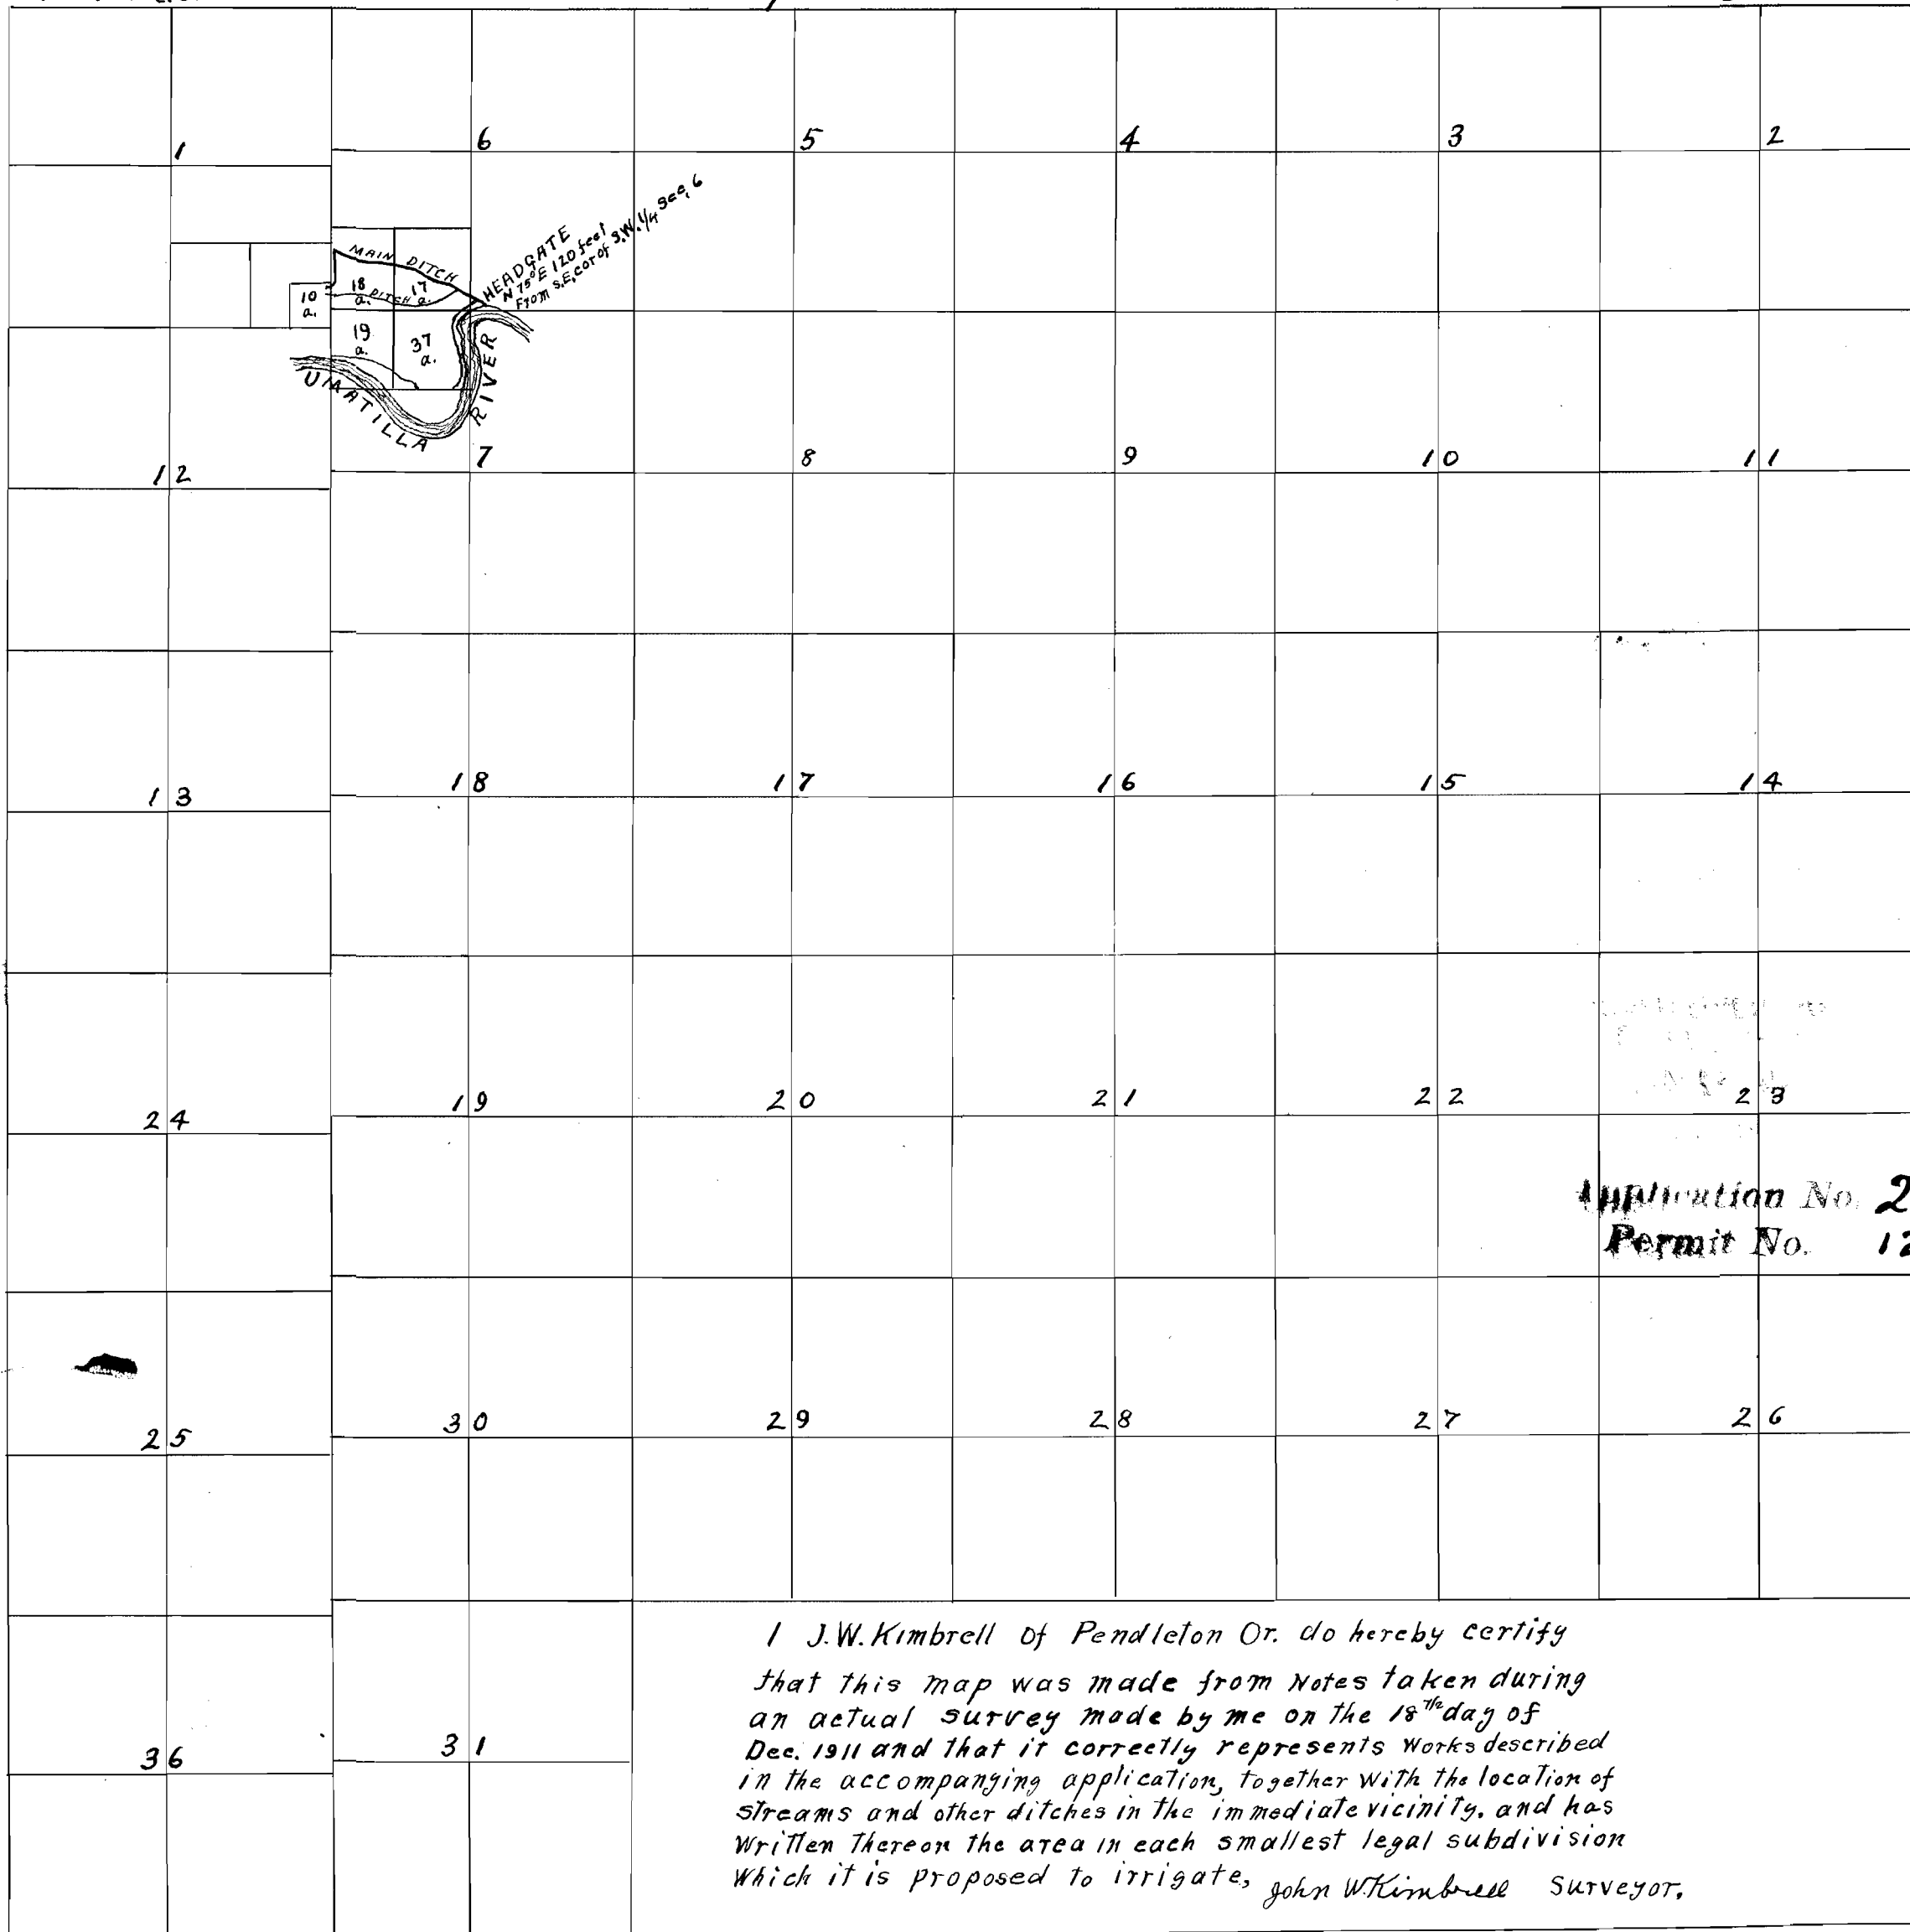 1
6
5
4
3
2
HEADGATE
N 75° E 120 feet
From S.E. cor of S.W. 1/4 Sec, 6
MAIN DITCH
18 a.
DITCH
17 a.
10 a.
19 a.
37 a.
UMATILLA RIVER
12
7
8
9
10
11
13
18
17
16
15
14
24
19
20
21
22
23
Application No. 2
Permit No. 12
25
30
29
28
27
26
36
31
I J.W. Kimbrell of Pendleton Or. do hereby certify
that this map was made from Notes taken during
an actual survey made by me on the 18th day of
Dec. 1911 and that it correctly represents works described
in the accompanying application, together with the location of
streams and other ditches in the immediate vicinity. and has
written thereon the area in each smallest legal subdivision
which it is proposed to irrigate, John W. Kimbrell Surveyor.